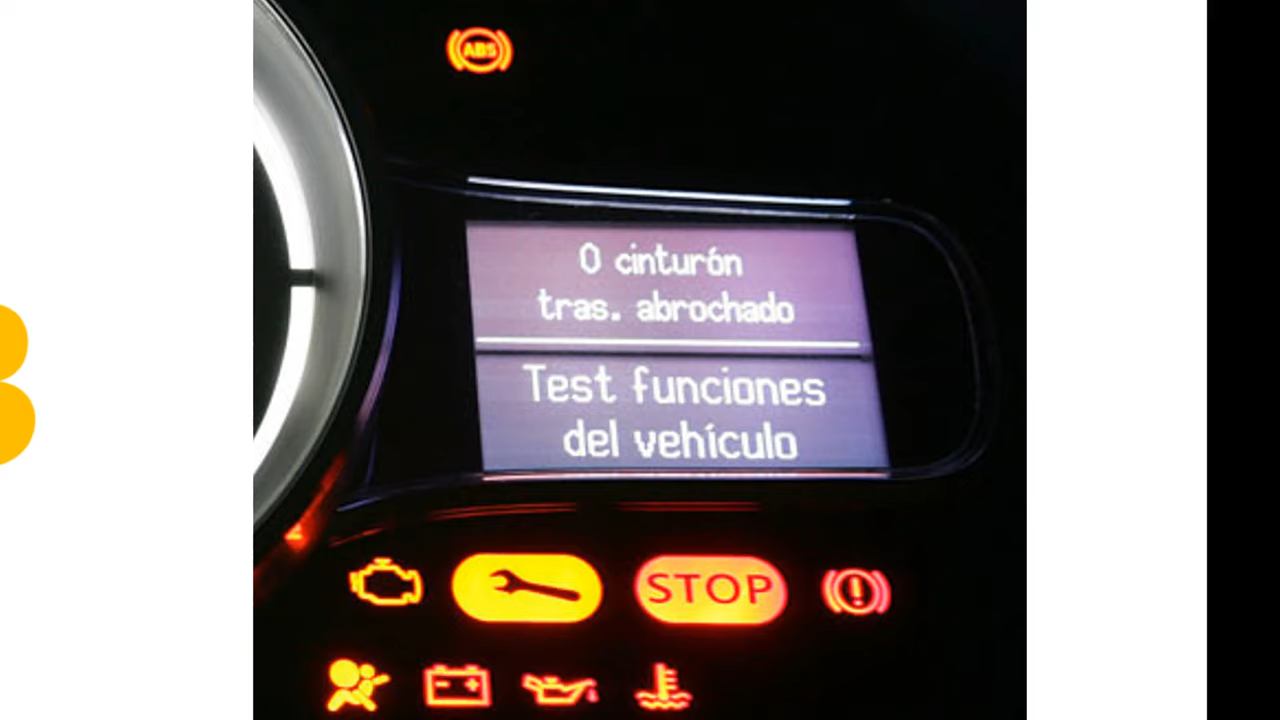 ABS
0 cinturón
tras. abrochado
Test funciones
del vehículo
STOP